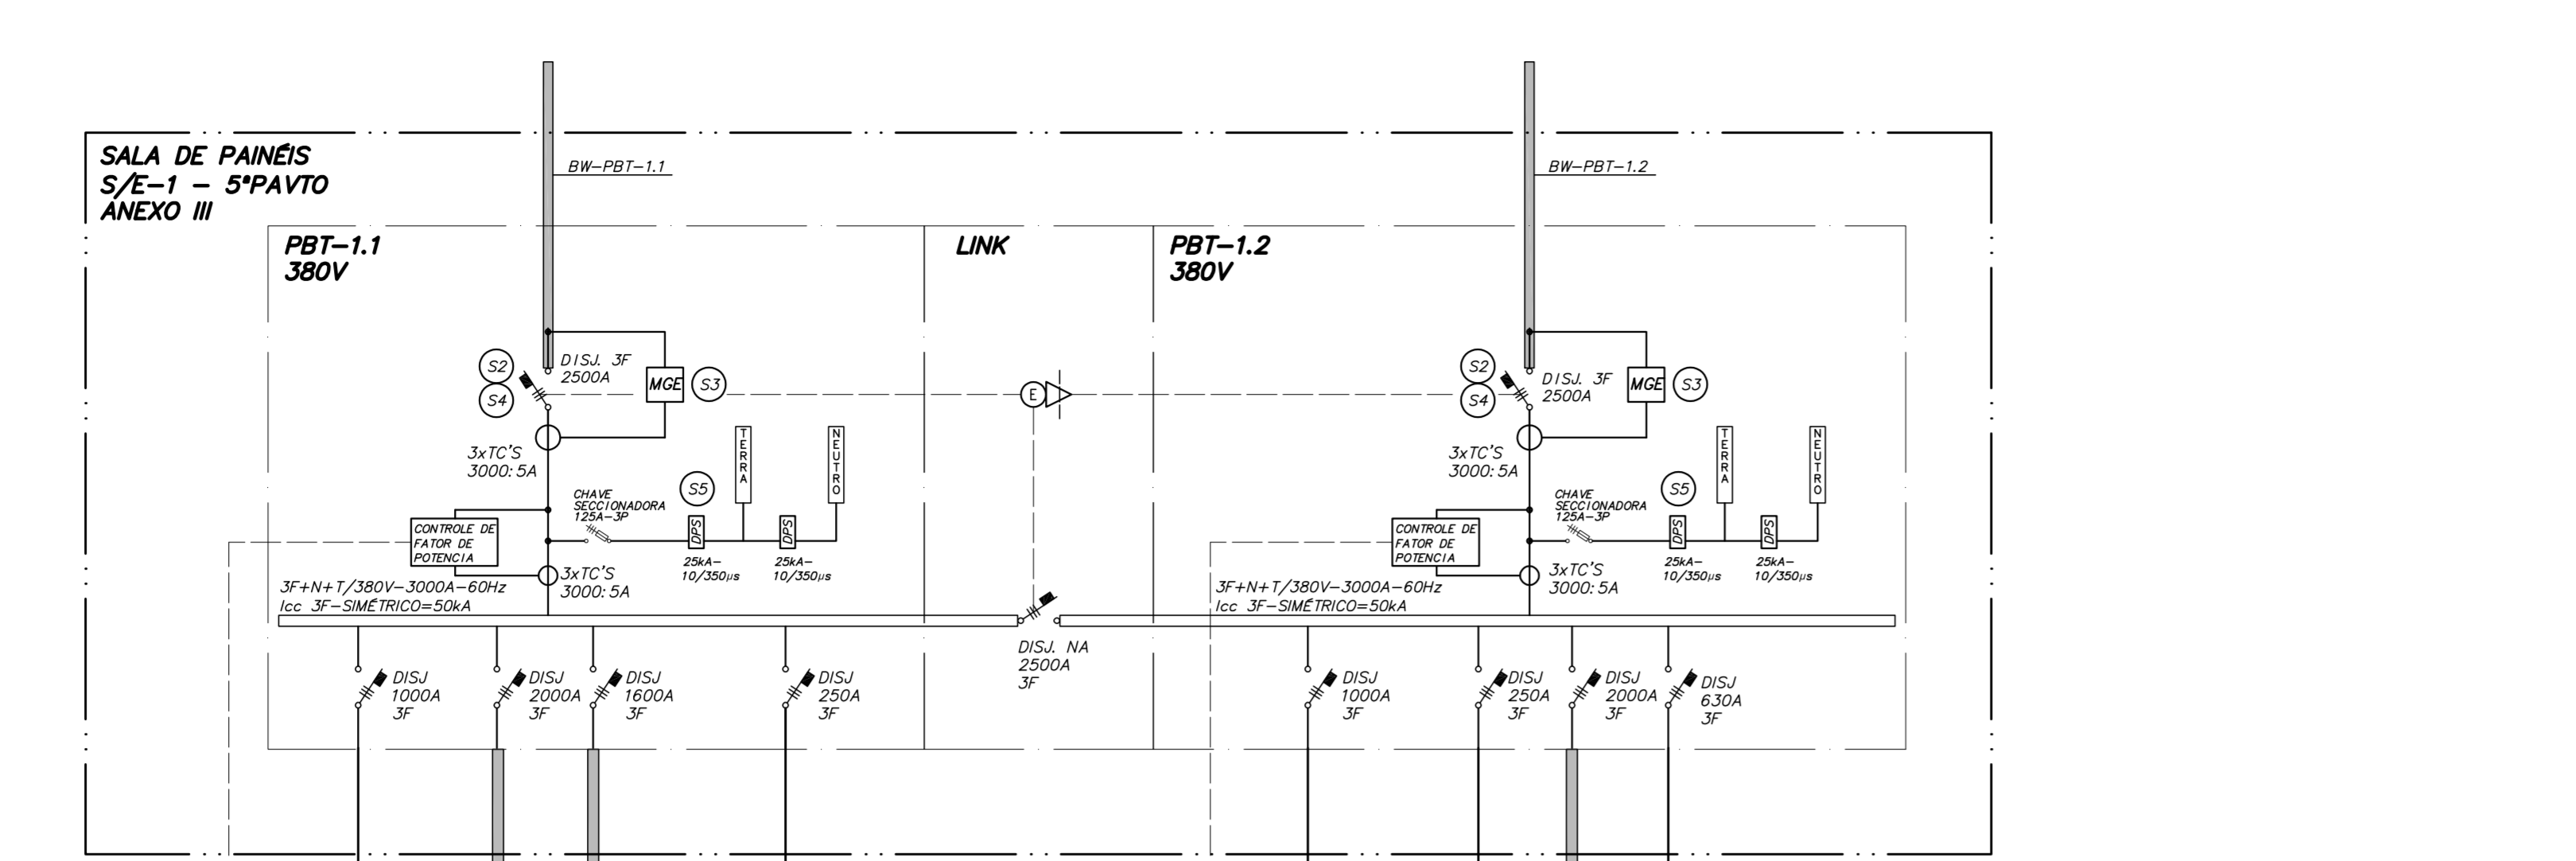 SALA DE PAINÉIS
S/E-1 - 5ºPAVTO
ANEXO III
BW-PBT-1.1
BW-PBT-1.2
PBT-1.1
380V
LINK
PBT-1.2
380V
S2
S4
DISJ. 3F
2500A
MGE
S3
E
3xTC'S
3000:5A
CHAVE
SECCIONADORA
125A-3P
S5
TERRA
NEUTRO
DPS
DPS
25kA-
10/350µs
25kA-
10/350µs
CONTROLE DE
FATOR DE
POTENCIA
3xTC'S
3000:5A
3F+N+T/380V-3000A-60Hz
Icc 3F-SIMÉTRICO=50kA
S2
S4
DISJ. 3F
2500A
MGE
S3
3xTC'S
3000:5A
CHAVE
SECCIONADORA
125A-3P
S5
TERRA
NEUTRO
DPS
DPS
25kA-
10/350µs
25kA-
10/350µs
CONTROLE DE
FATOR DE
POTENCIA
3xTC'S
3000:5A
3F+N+T/380V-3000A-60Hz
Icc 3F-SIMÉTRICO=50kA
DISJ
1000A
3F
DISJ
2000A
3F
DISJ
1600A
3F
DISJ
250A
3F
DISJ. NA
2500A
3F
DISJ
1000A
3F
DISJ
250A
3F
DISJ
2000A
3F
DISJ
630A
3F